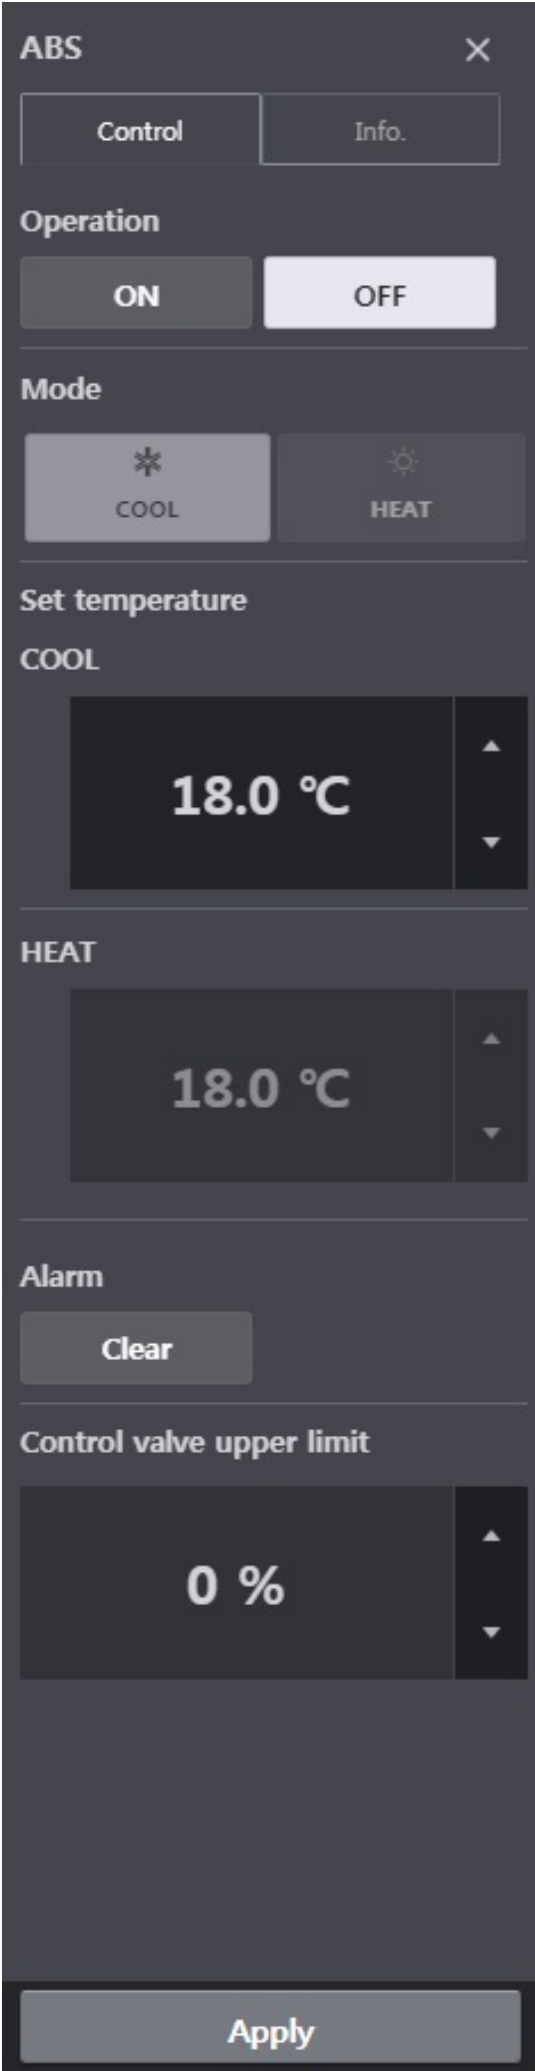 ABS
Control Info.
Operation
ON OFF
Mode
COOL HEAT
Set temperature
COOL
18.0 °C
HEAT
18.0 °C
Alarm
Clear
Control valve upper limit
0 %
Apply